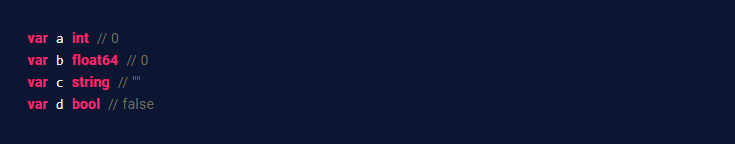 var a int // 0
var b float64 // 0
var c string // ""
var d bool // false